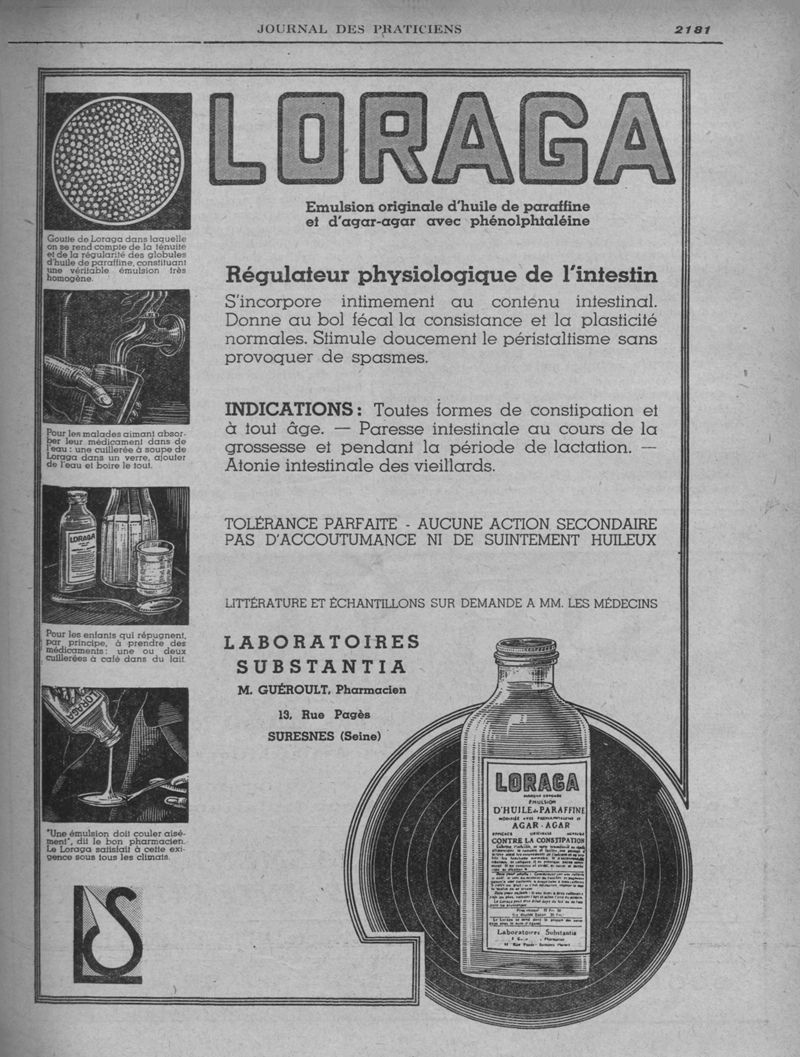 JOURNAL DES PRATICIENS
2181
LORAGA
Emulsion originale d'huile de paraffine
et d'agar-agar avec phénolphtaléine
Goutte de Loraga dans laquelle
on se rend compte de la ténuité
et de la régularité des globules
d'huile de paraffine, constituant
une véritable émulsion très
homogène.
Régulateur physiologique de l'intestin
S'incorpore intimement au contenu intestinal.
Donne au bol fécal la consistance et la plasticité
normales. Stimule doucement le péristaltisme sans
provoquer de spasmes.
Pour les malades aimant absor-
ber leur médicament dans de
l'eau : une cuillerée à soupe de
Loraga dans un verre, ajouter
de l'eau et boire le tout.
INDICATIONS : Toutes formes de constipation et
à tout âge. — Paresse intestinale au cours de la
grossesse et pendant la période de lactation. —
Atonie intestinale des vieillards.
LORAGA
TOLÉRANCE PARFAITE - AUCUNE ACTION SECONDAIRE
PAS D'ACCOUTUMANCE NI DE SUINTEMENT HUILEUX
Pour les enfants qui répugnent,
par principe, à prendre des
médicaments : une ou deux
cuillerées à café dans du lait.
LITTÉRATURE ET ÉCHANTILLONS SUR DEMANDE A MM. LES MÉDECINS
LABORATOIRES
SUBSTANTIA
M. GUÉROULT, Pharmacien
13, Rue Pagès
SURESNES (Seine)
LORAGA
"Une émulsion doit couler aisé-
ment", dit le bon pharmacien.
Le Loraga satisfait à cette exi-
gence sous tous les climats.
LORAGA
MARQUE DÉPOSÉE
ÉMULSION
D'HUILE de PARAFFINE
AGAR - AGAR
CONTRE LA CONSTIPATION
Laboratoires Substantia
LS